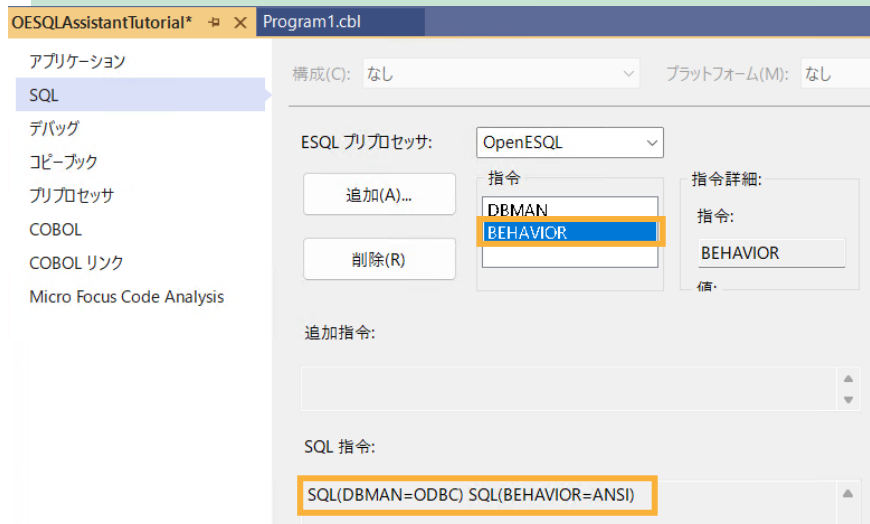 OESQLAssistantTutorial* Program1.cbl
アプリケーション
SQL
デバッグ
コピーブック
プリプロセッサ
COBOL
COBOL リンク
Micro Focus Code Analysis
構成(C): なし プラットフォーム(M): なし
ESQL プリプロセッサ: OpenESQL
追加(A)...
削除(R)
指令
DBMAN
BEHAVIOR
指令詳細:
指令:
BEHAVIOR
値:
追加指令:
SQL 指令:
SQL(DBMAN=ODBC) SQL(BEHAVIOR=ANSI)